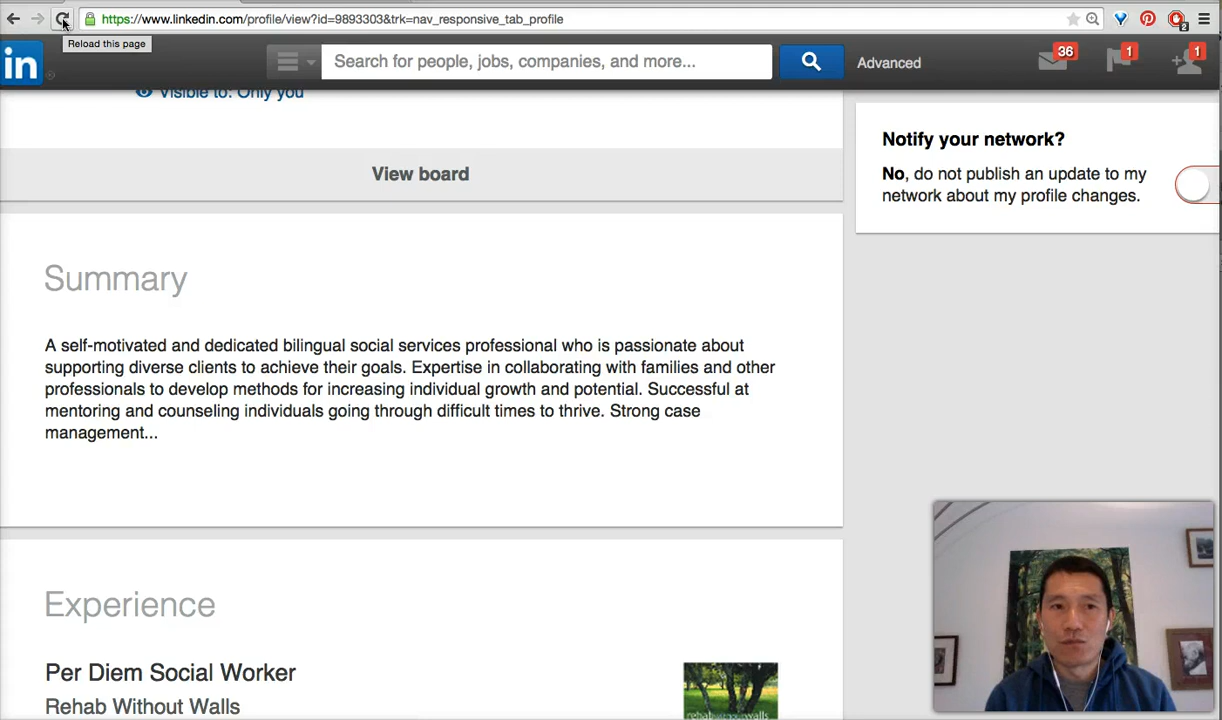 https://www.linkedin.com/profile/view?id=9893303&trk=nav_responsive_tab_profile
2
Reload this page
in
Search for people, jobs, companies, and more...
Advanced
36
1
1
Visible to: Only you
View board
Notify your network?
No, do not publish an update to my
network about my profile changes.
Summary
A self-motivated and dedicated bilingual social services professional who is passionate about
supporting diverse clients to achieve their goals. Expertise in collaborating with families and other
professionals to develop methods for increasing individual growth and potential. Successful at
mentoring and counseling individuals going through difficult times to thrive. Strong case
management...
Experience
Per Diem Social Worker
Rehab Without Walls